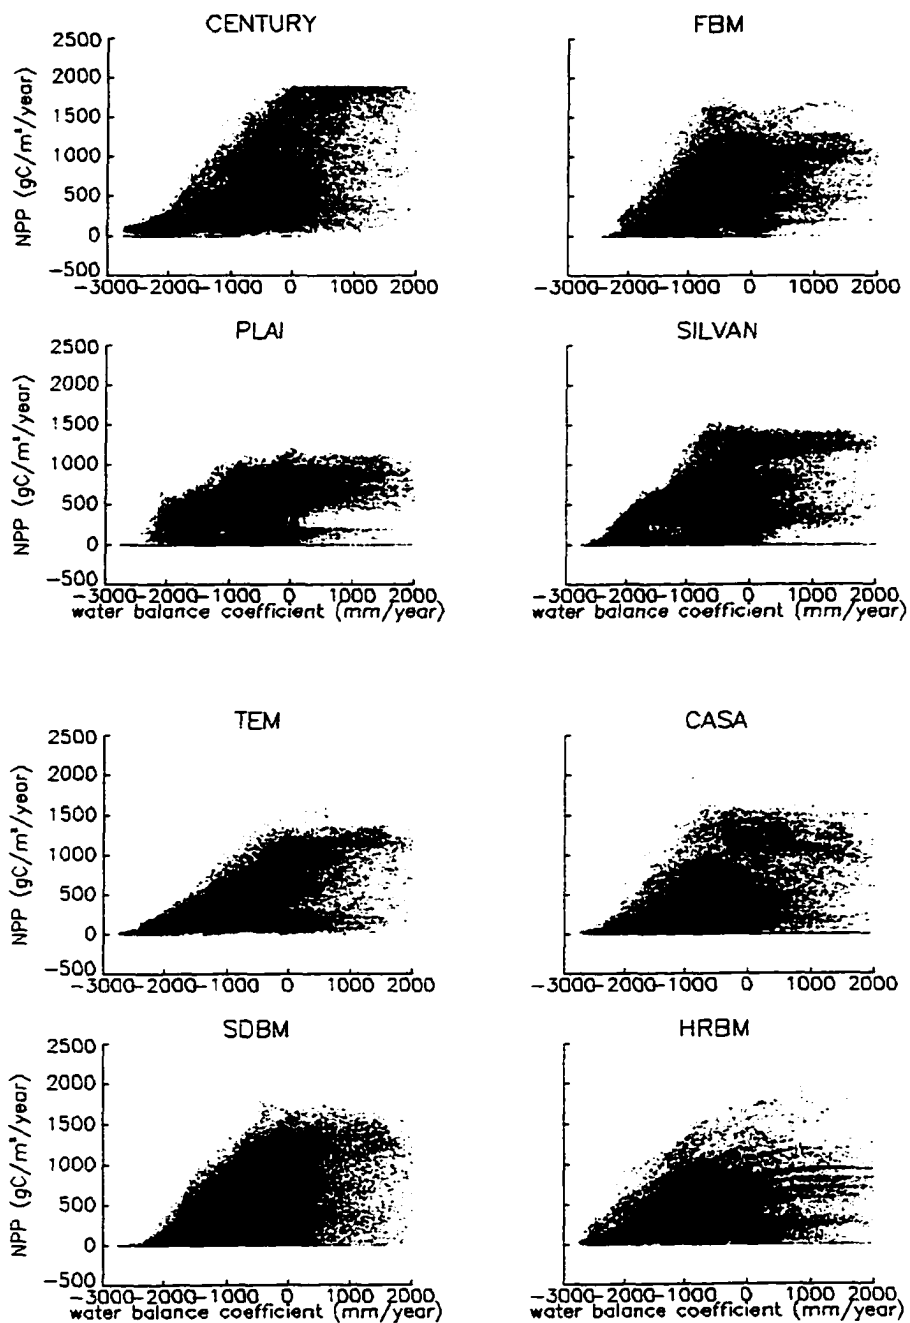 CENTURY FBM
2500
2000
1500
1000
500
0
-500
NPP (gC/m²/year)
-3000-2000-1000 0 1000 2000 -3000-2000-1000 0 1000 2000
PLAI SILVAN
2500
2000
1500
1000
500
0
-500
NPP (gC/m²/year)
-3000-2000-1000 0 1000 2000 -3000-2000-1000 0 1000 2000
water balance coefficient (mm/year) water balance coefficient (mm/year)
TEM CASA
2500
2000
1500
1000
500
0
-500
NPP (gC/m²/year)
-3000-2000-1000 0 1000 2000 -3000-2000-1000 0 1000 2000
SDBM HRBM
2500
2000
1500
1000
500
0
-500
NPP (gC/m²/year)
-3000-2000-1000 0 1000 2000 -3000-2000-1000 0 1000 2000
water balance coefficient (mm/year) water balance coefficient (mm/year)